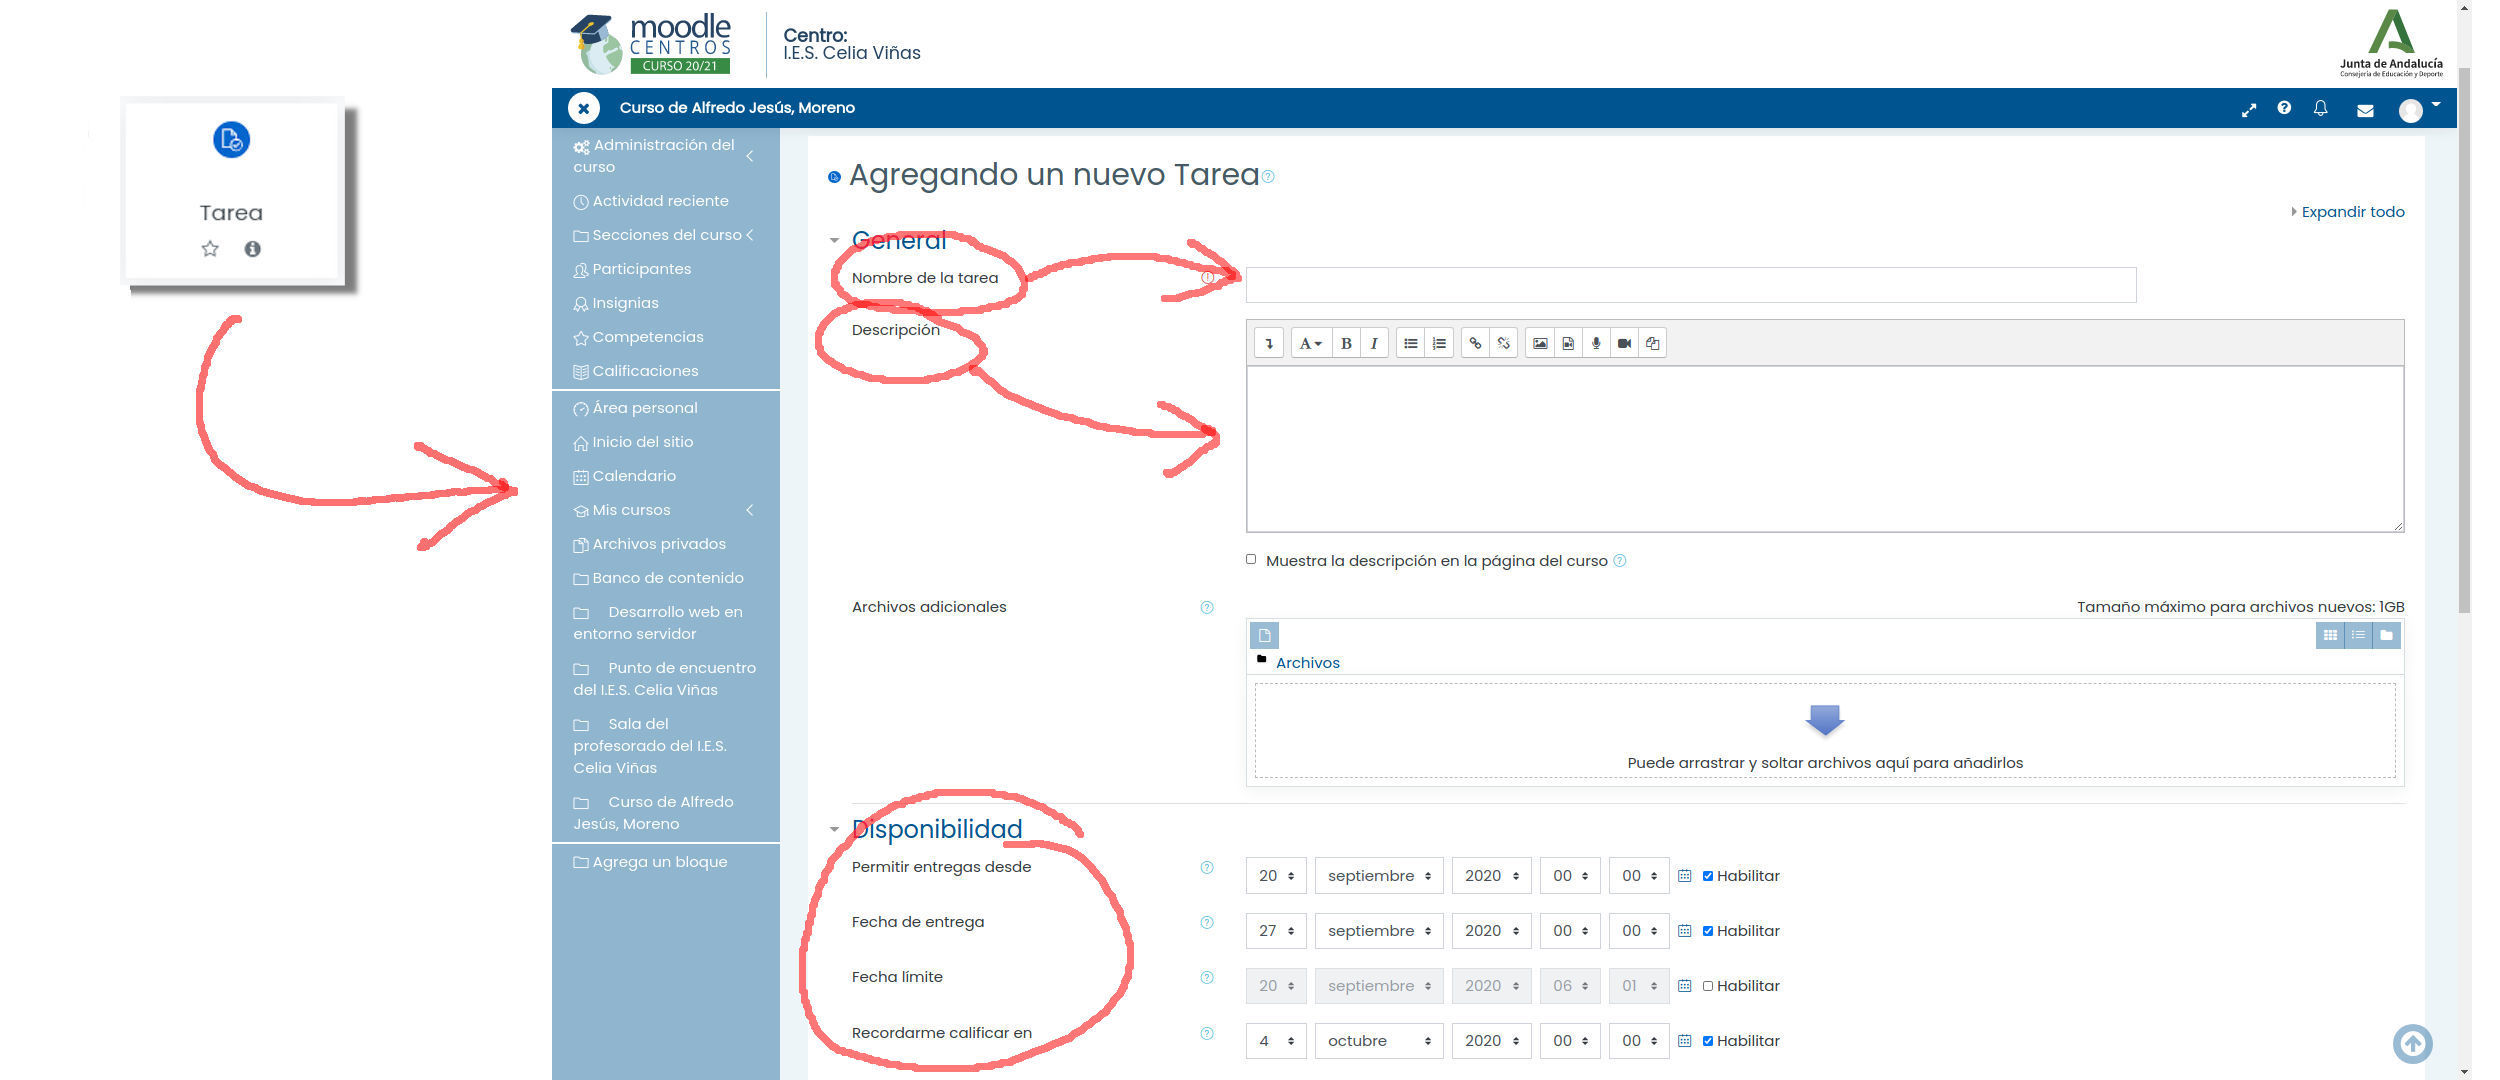 moodle
CENTROS
CURSO 20/21
Centro:
I.E.S. Celia Viñas
Junta de Andalucía
Consejería de Educación y Deporte
Curso de Alfredo Jesús, Moreno
Tarea
Administración del
curso
Actividad reciente
Secciones del curso
Participantes
Insignias
Competencias
Calificaciones
Área personal
Inicio del sitio
Calendario
Mis cursos
Archivos privados
Banco de contenido
Desarrollo web en
entorno servidor
Punto de encuentro
del I.E.S. Celia Viñas
Sala del
profesorado del I.E.S.
Celia Viñas
Curso de Alfredo
Jesús, Moreno
Agrega un bloque
Agregando un nuevo Tarea
Expandir todo
General
Nombre de la tarea
Descripción
A B I
Muestra la descripción en la página del curso
Archivos adicionales
Tamaño máximo para archivos nuevos: 1GB
Archivos
Puede arrastrar y soltar archivos aquí para añadirlos
Disponibilidad
Permitir entregas desde 20 septiembre 2020 00 00 Habilitar
Fecha de entrega 27 septiembre 2020 00 00 Habilitar
Fecha límite 20 septiembre 2020 06 01 Habilitar
Recordarme calificar en 4 octubre 2020 00 00 Habilitar